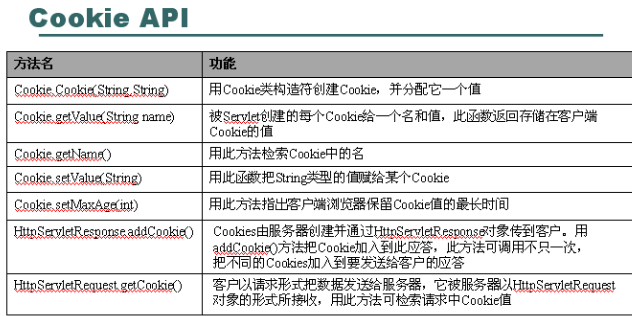 Cookie API
方法名 功能
Cookie.Cookie(String,String) 用Cookie类构造符创建Cookie，并分配它一个值
Cookie.getValue(String name) 被Servlet创建的每个Cookie给一个名和值，此函数返回存储在客户端
Cookie的值
Cookie.getName() 用此方法检索Cookie中的名
Cookie.setValue(String) 用此函数把String类型的值赋给某个Cookie
Cookie.setMaxAge(int) 用此方法指出客户端浏览器保留Cookie值的最长时间
HttpServletResponse.addCookie() Cookies由服务器创建并通过HttpServletResponse对象传到客户。用
addCookie()方法把Cookie加入到此应答，此方法可调用不只一次，
把不同的Cookies加入到要发送给客户的应答
HttpServletRequest.getCookie() 客户以请求形式把数据发送给服务器，它被服务器以HttpServletRequest
对象的形式所接收，用此方法可检索请求中Cookie值